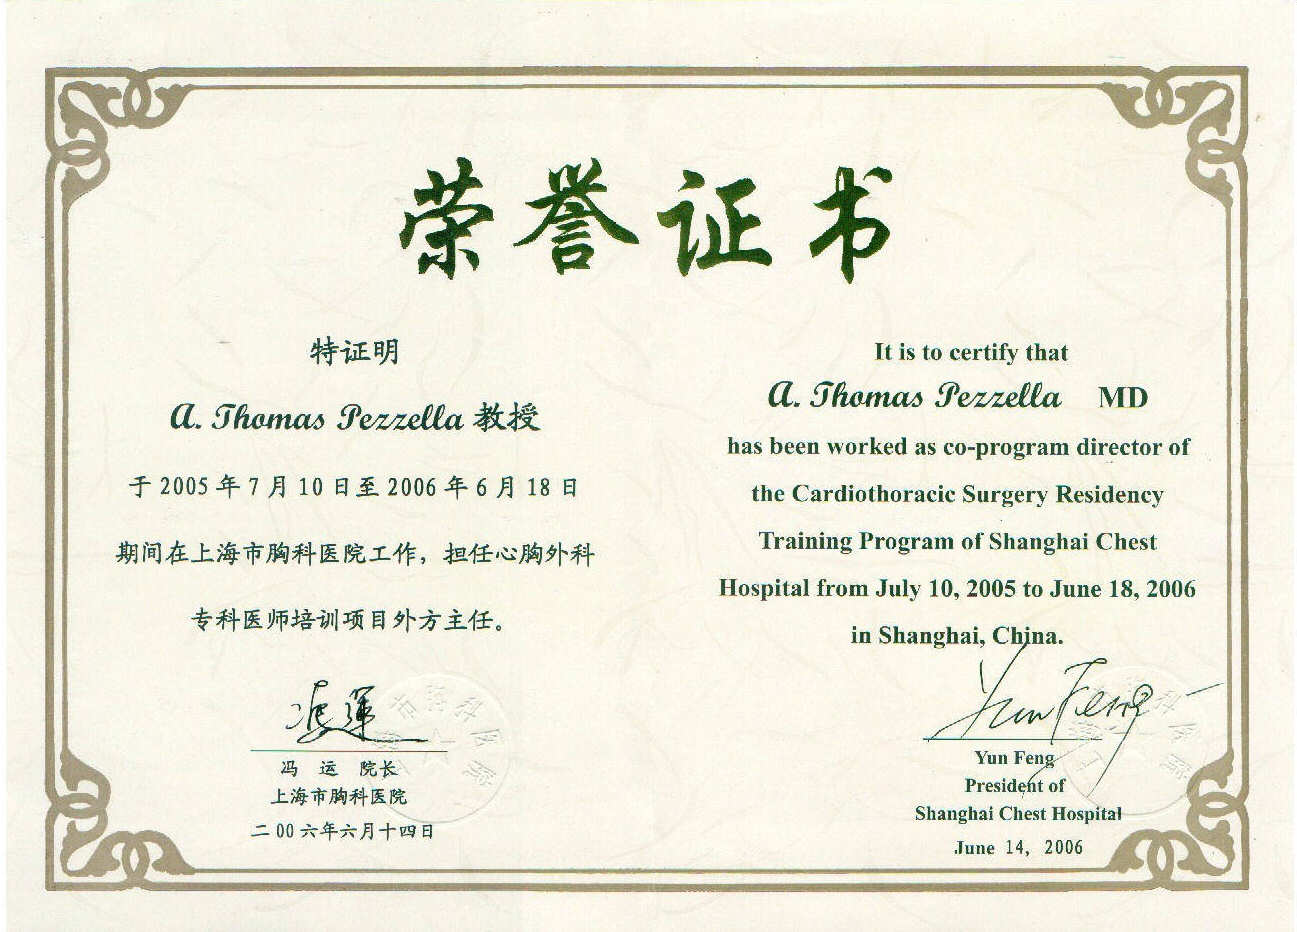 荣誉证书
特证明
A. Thomas Pezzella 教授
于 2005 年 7 月 10 日至 2006 年 6 月 18 日
期间在上海市胸科医院工作，担任心胸外科
专科医师培训项目外方主任。
冯运
冯 运 院长
上海市胸科医院
二00六年六月十四日
It is to certify that
A. Thomas Pezzella MD
has been worked as co-program director of
the Cardiothoracic Surgery Residency
Training Program of Shanghai Chest
Hospital from July 10, 2005 to June 18, 2006
in Shanghai, China.
Yun Feng
Yun Feng
President of
Shanghai Chest Hospital
June 14, 2006